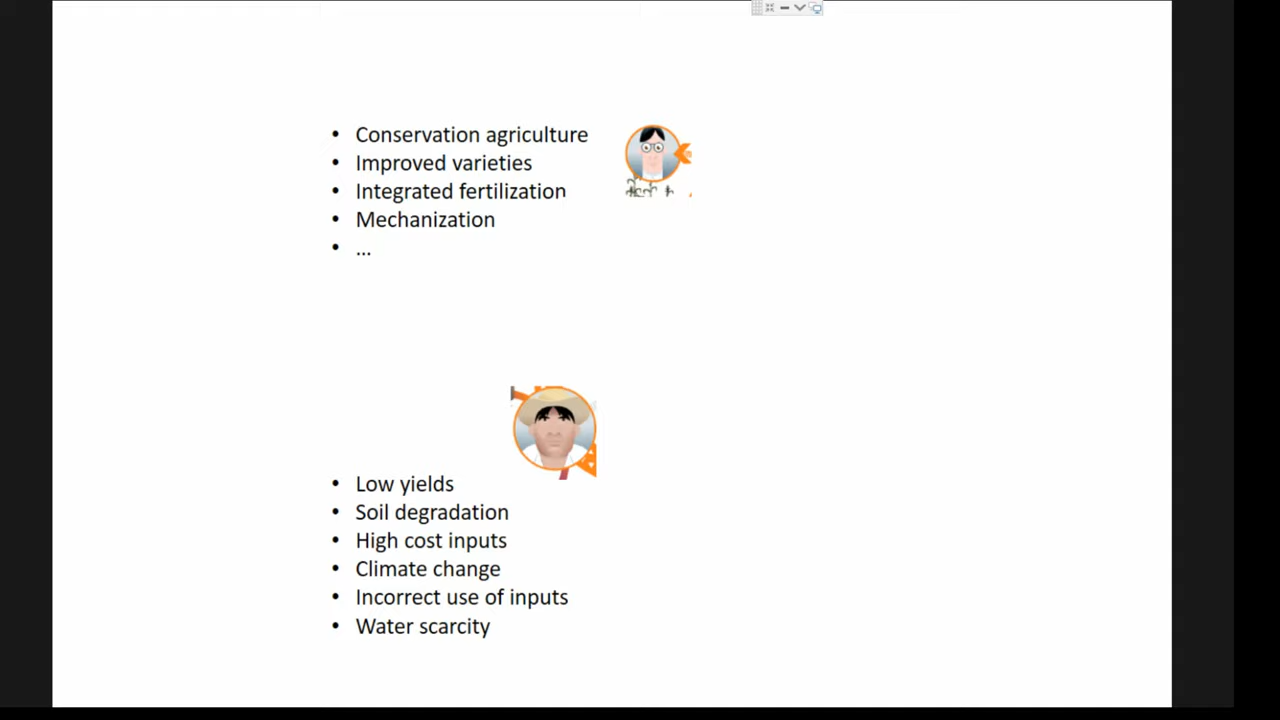 • Conservation agriculture
• Improved varieties
• Integrated fertilization
• Mechanization
• ...
• Low yields
• Soil degradation
• High cost inputs
• Climate change
• Incorrect use of inputs
• Water scarcity